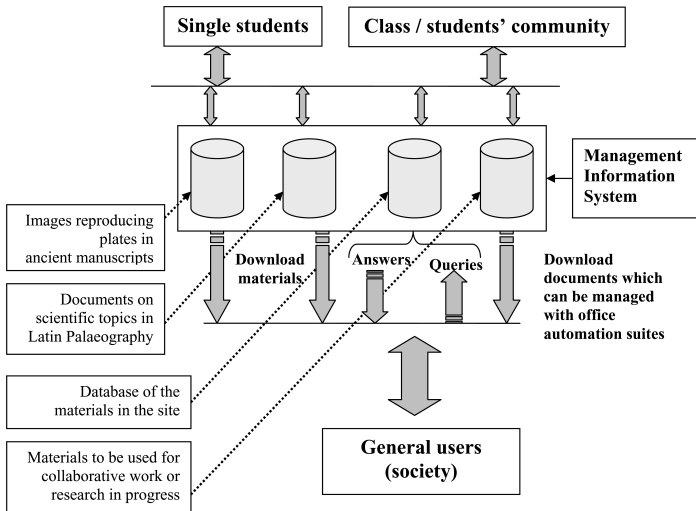 Single students
Class / students’ community
Management
Information
System
Images reproducing
plates in
ancient manuscripts
Download
materials
Answers
Queries
Download
documents which
can be managed
with office
automation suites
Documents on
scientific topics in
Latin Palaeography
Database of the
materials in the site
Materials to be used for
collaborative work or
research in progress
General users
(society)